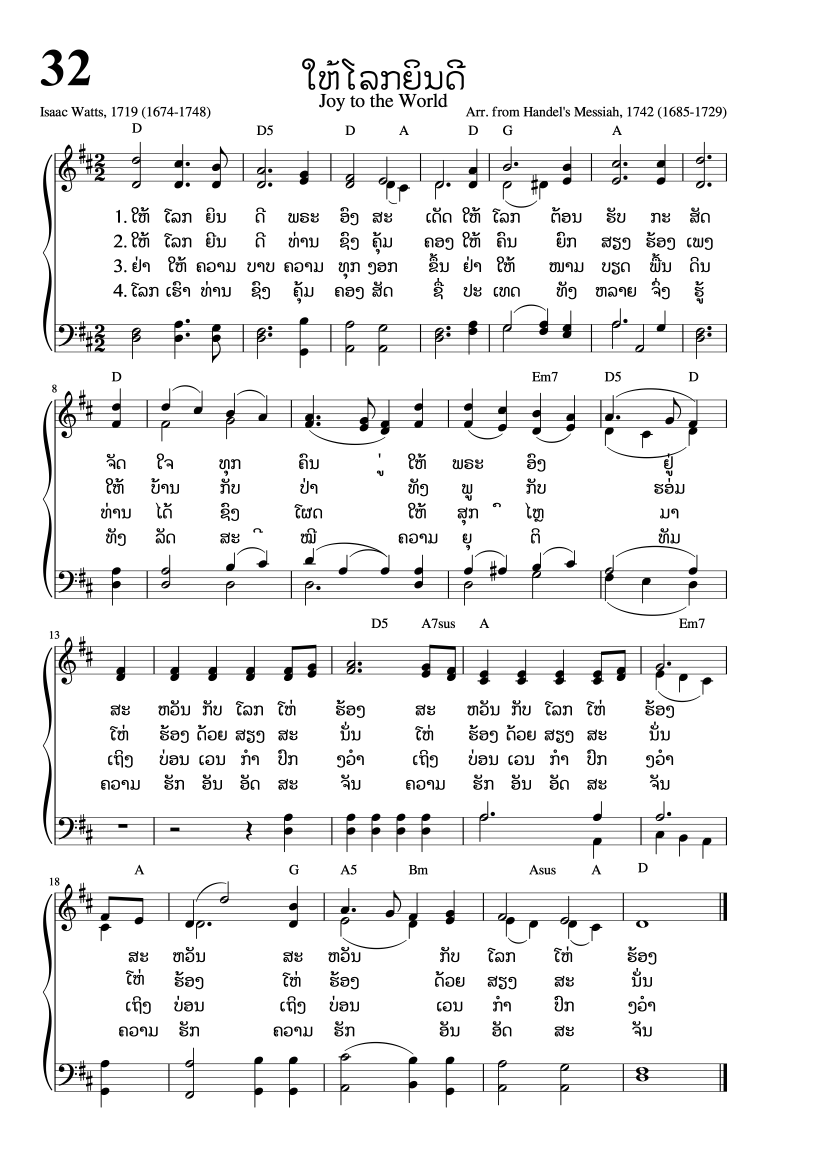 32
ໃຫ້ໂລກຍິນດີ
Joy to the World
Isaac Watts, 1719 (1674-1748)
Arr. from Handel's Messiah, 1742 (1685-1729)
D D5 D A D G A
1. ໃຫ້ ໂລກ ຍິນ ດີ ພຣະ ອົງ ສະ ເດັດ ໃຫ້ ໂລກ ຕ້ອນ ຮັບ ກະ ສັດ
2. ໃຫ້ ໂລກ ຍິນ ດີ ທ່ານ ຊົງ ຄຸ້ມ ຄອງ ໃຫ້ ຄົນ ຍົກ ສຽງ ຮ້ອງ ເພງ
3. ຢ່າ ໃຫ້ ຄວາມ ບາບ ຄວາມ ທຸກ ງອກ ຂຶ້ນ ຢ່າ ໃຫ້ ໜາມ ບຽດ ພື້ນ ດິນ
4. ໂລກ ເຮົາ ທ່ານ ຊົງ ຄຸ້ມ ຄອງ ສັດ ຊື່ ປະ ເທດ ທັງ ຫລາຍ ຈຶ່ງ ຮູ້
8 D Em7 D5 D
ຈັດ ໃຈ ທຸກ ຄົນ ່ ູ ໃຫ້ ພຣະ ອົງ ຢູ່
ໃຫ້ ບ້ານ ກັບ ປ່າ ທັງ ພູ ກັບ ຮອ່ມ
ທ່ານ ໄດ້ ຊົງ ໂຜດ ໃຫ້ ສຸກ ົ ໄຫຼ ມາ
ທັງ ລັດ ສະ ີ ໝີ ຄວາມ ຍຸ ຕິ ທັມ
13 D5 A7sus A Em7
ສະ ຫວັນ ກັບ ໂລກ ໂຫ່ ຮ້ອງ ສະ ຫວັນ ກັບ ໂລກ ໂຫ່ ຮ້ອງ
ໂຫ່ ຮ້ອງ ດ້ວຍ ສຽງ ສະ ນັ່ນ ໂຫ່ ຮ້ອງ ດ້ວຍ ສຽງ ສະ ນັ່ນ
ເຖິງ ບ່ອນ ເວນ ກຳ ປົກ ງວຳ ເຖິງ ບ່ອນ ເວນ ກຳ ປົກ ງວຳ
ຄວາມ ຮັກ ອັນ ອັດ ສະ ຈັນ ຄວາມ ຮັກ ອັນ ອັດ ສະ ຈັນ
18 A G A5 Bm Asus A D
ສະ ຫວັນ ສະ ຫວັນ ກັບ ໂລກ ໂຫ່ ຮ້ອງ
ໂຫ່ ຮ້ອງ ໂຫ່ ຮ້ອງ ດ້ວຍ ສຽງ ສະ ນັ່ນ
ເຖິງ ບ່ອນ ເຖິງ ບ່ອນ ເວນ ກຳ ປົກ ງວຳ
ຄວາມ ຮັກ ຄວາມ ຮັກ ອັນ ອັດ ສະ ຈັນ